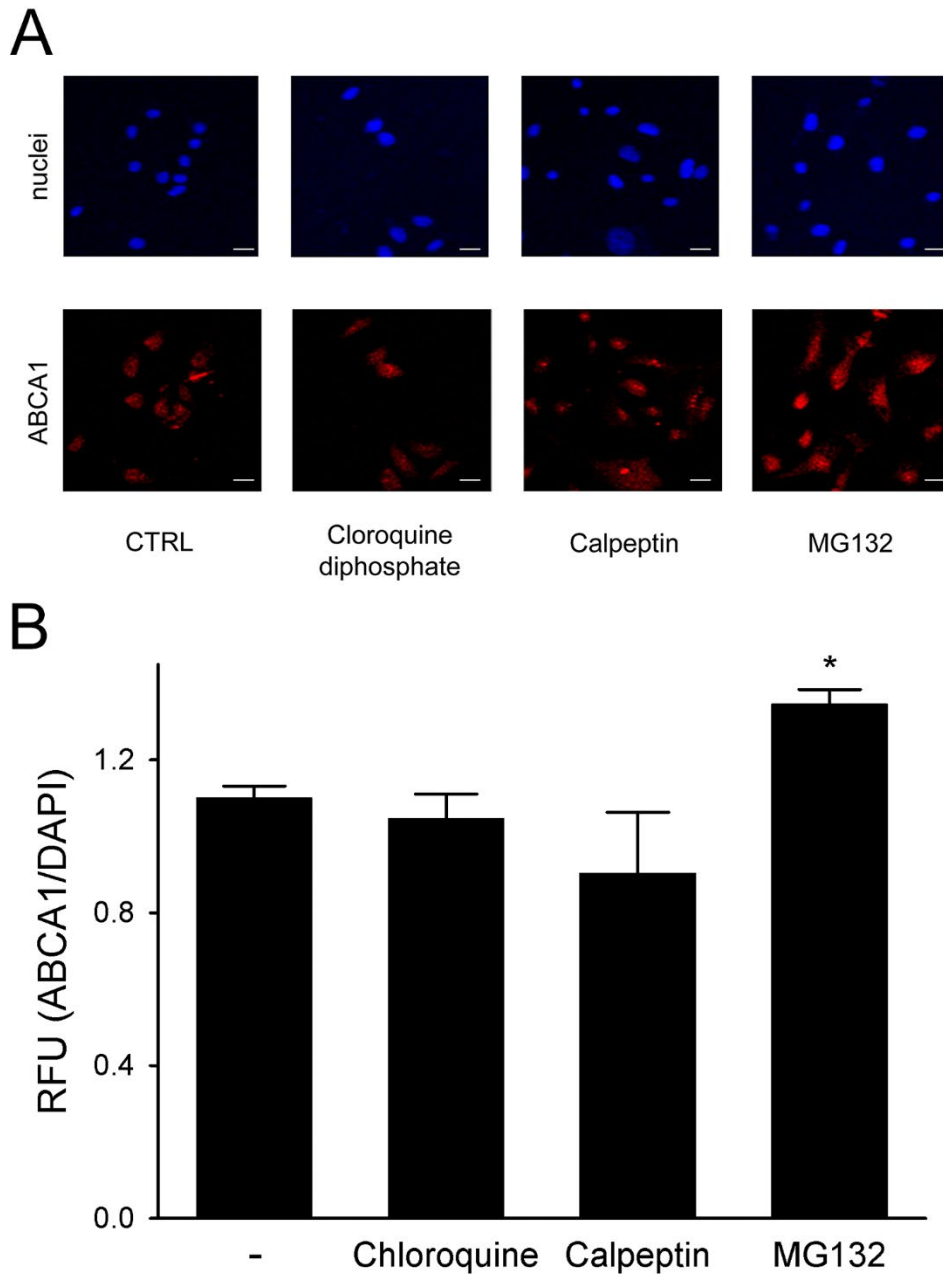 A
nuclei
ABCA1
CTRL
Cloroquine
diphosphate
Calpeptin
MG132
B
*
RFU (ABCA1/DAPI)
1.2
0.8
0.4
0.0
-
Chloroquine
Calpeptin
MG132